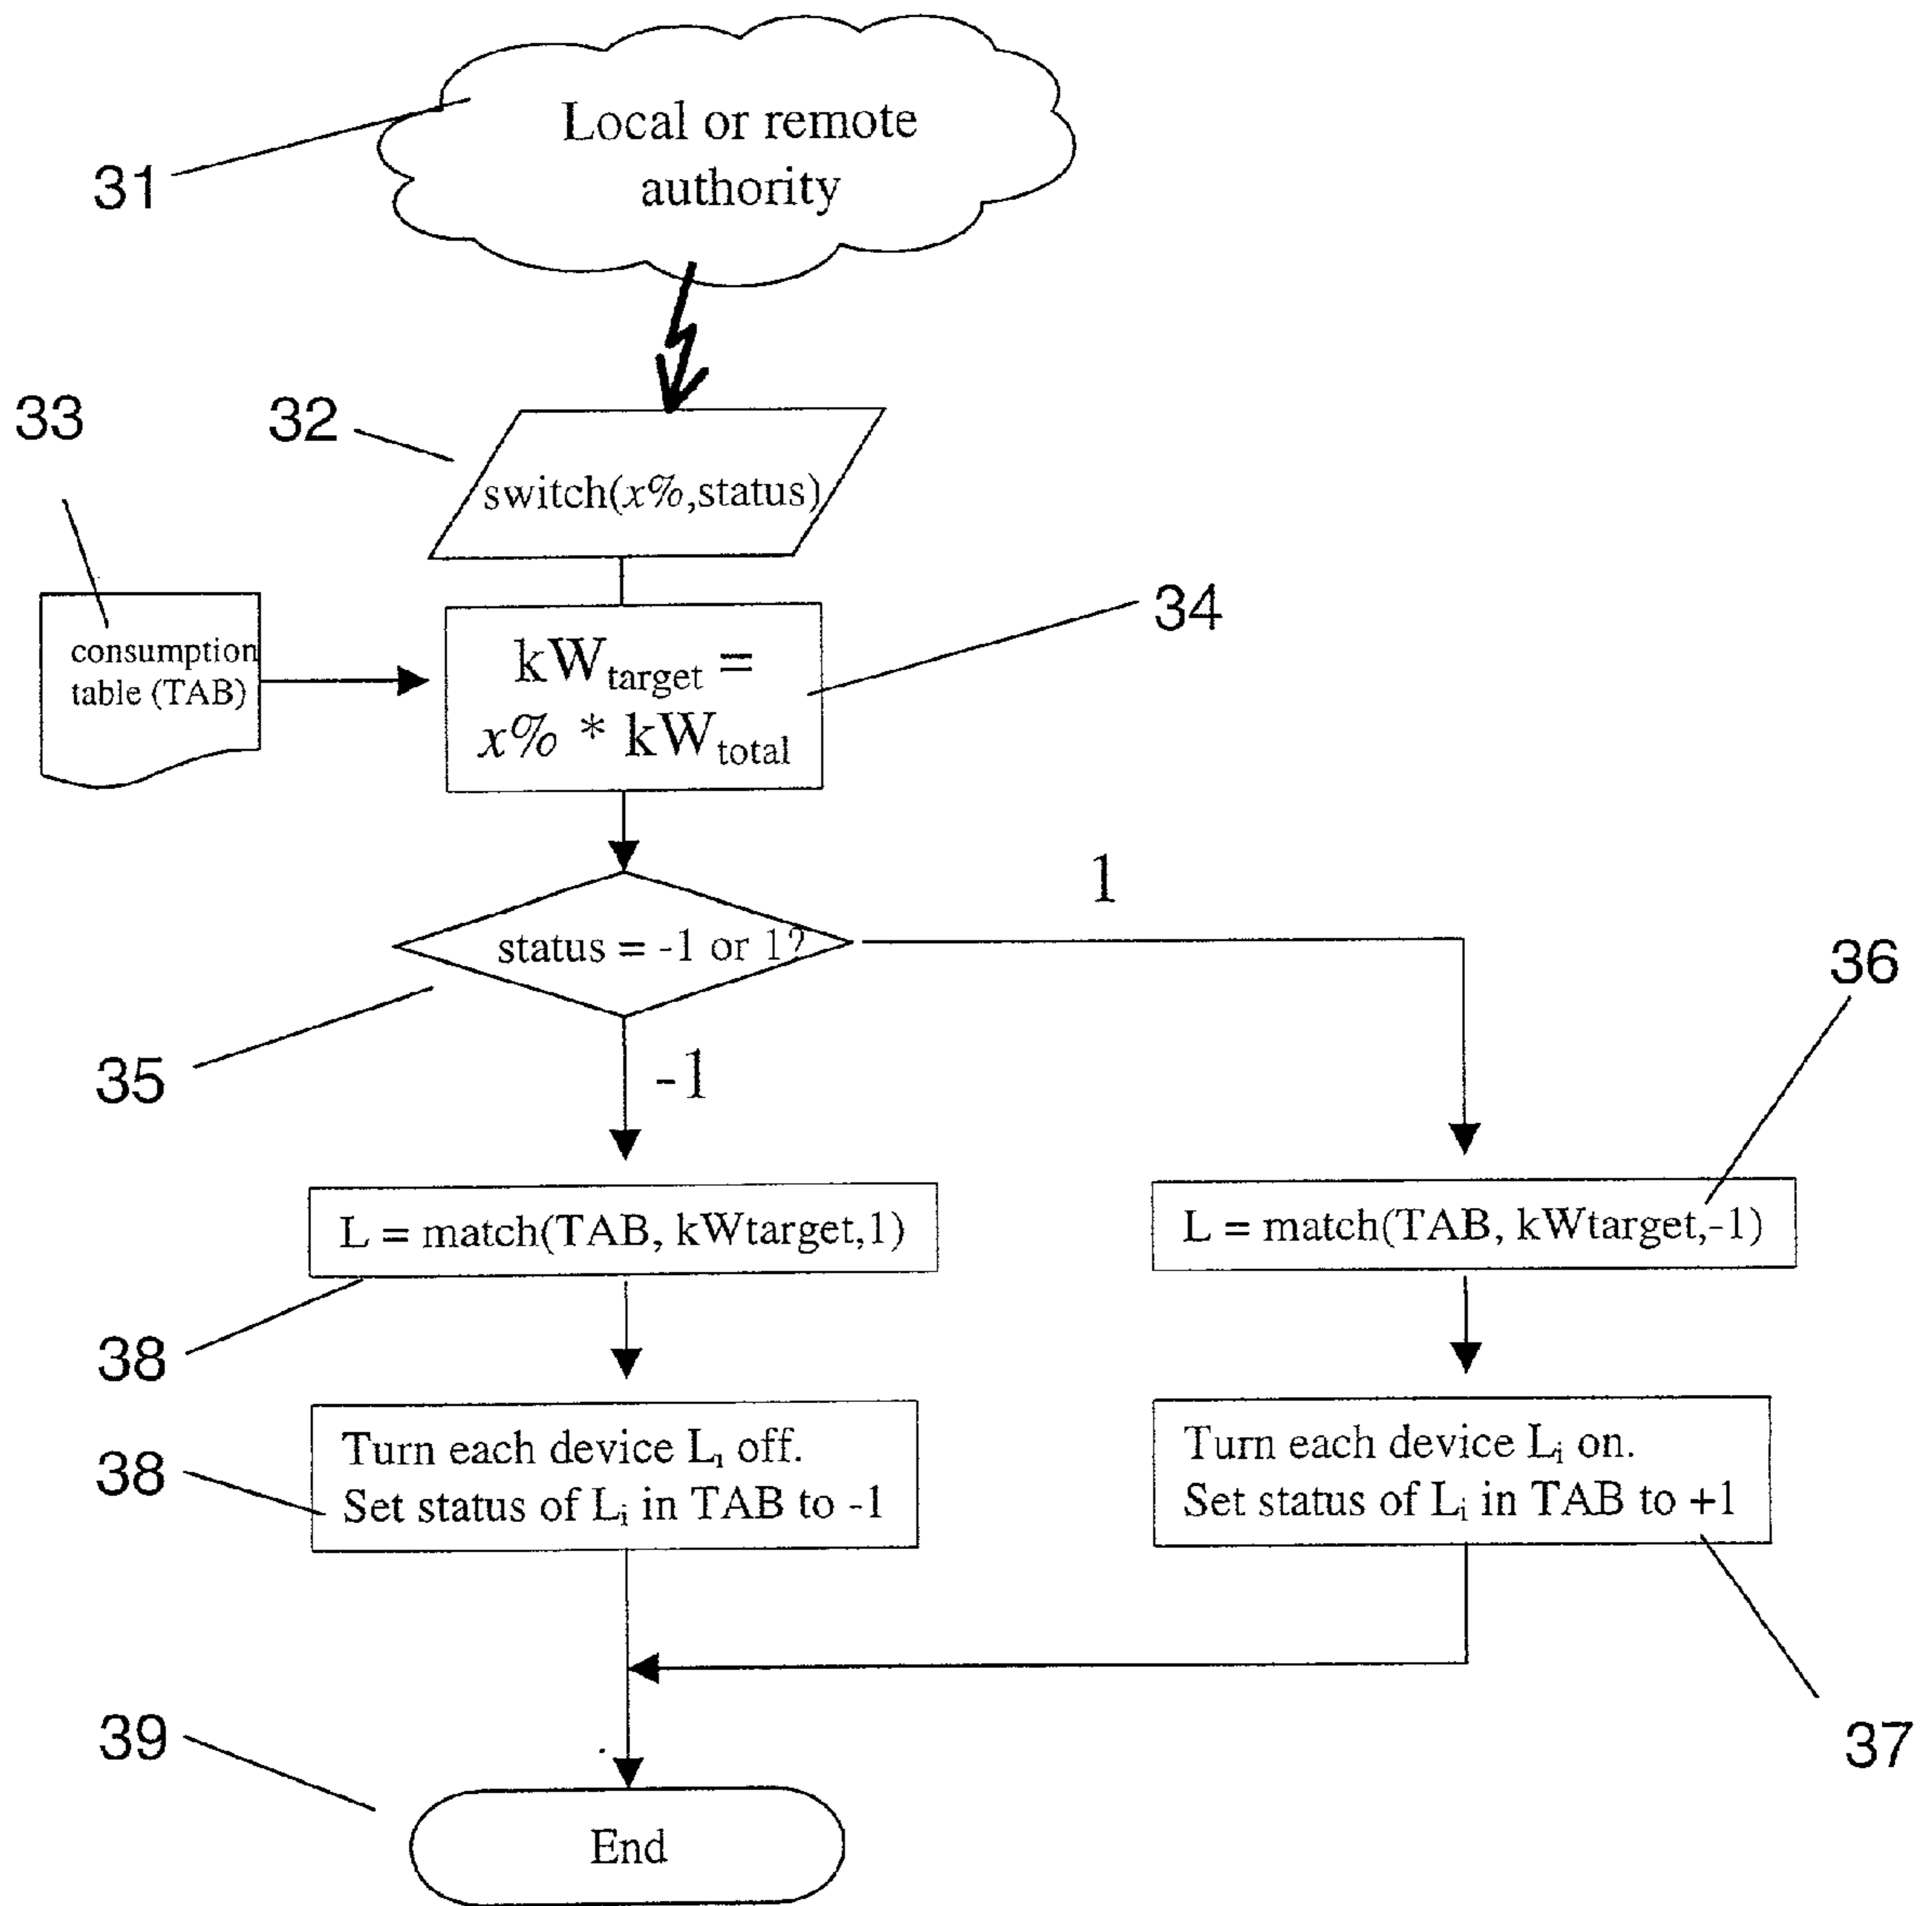 Local or remote
authority
31
33
32
switch(x%,status)
34
consumption
table (TAB)
kWtarget =
x% * kWtotal
1
status = -1 or 1?
36
35
-1
L = match(TAB, kWtarget,1)
L = match(TAB, kWtarget,-1)
38
Turn each device Li off.
Set status of Li in TAB to -1
38
Turn each device Li on.
Set status of Li in TAB to +1
39
37
End